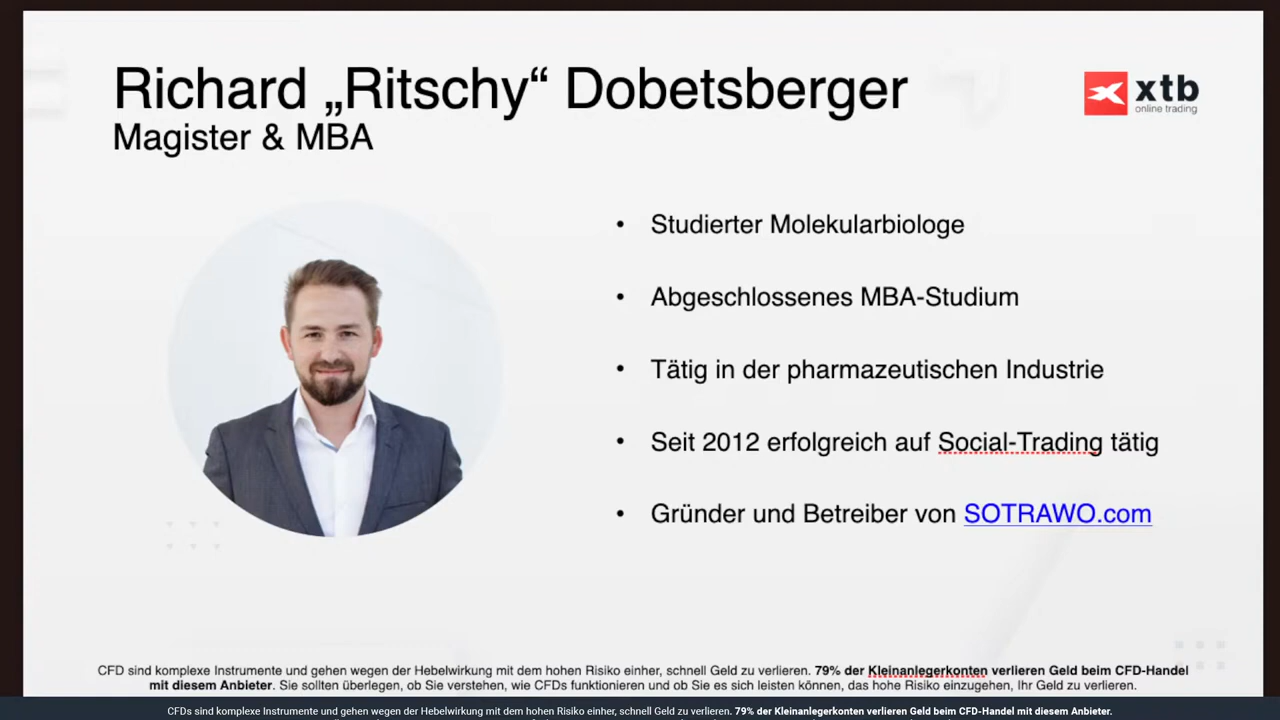 Richard „Ritschy“ Dobetsberger
Magister & MBA
xtb
online trading
• Studierter Molekularbiologe
• Abgeschlossenes MBA-Studium
• Tätig in der pharmazeutischen Industrie
• Seit 2012 erfolgreich auf Social-Trading tätig
• Gründer und Betreiber von SOTRAWO.com
CFD sind komplexe Instrumente und gehen wegen der Hebelwirkung mit dem hohen Risiko einher, schnell Geld zu verlieren. 79% der Kleinanlegerkonten verlieren Geld beim CFD-Handel
mit diesem Anbieter. Sie sollten überlegen, ob Sie verstehen, wie CFDs funktionieren und ob Sie es sich leisten können, das hohe Risiko einzugehen, Ihr Geld zu verlieren.
CFDs sind komplexe Instrumente und gehen wegen der Hebelwirkung mit dem hohen Risiko einher, schnell Geld zu verlieren. 79% der Kleinanlegerkonten verlieren Geld beim CFD-Handel mit diesem Anbieter.